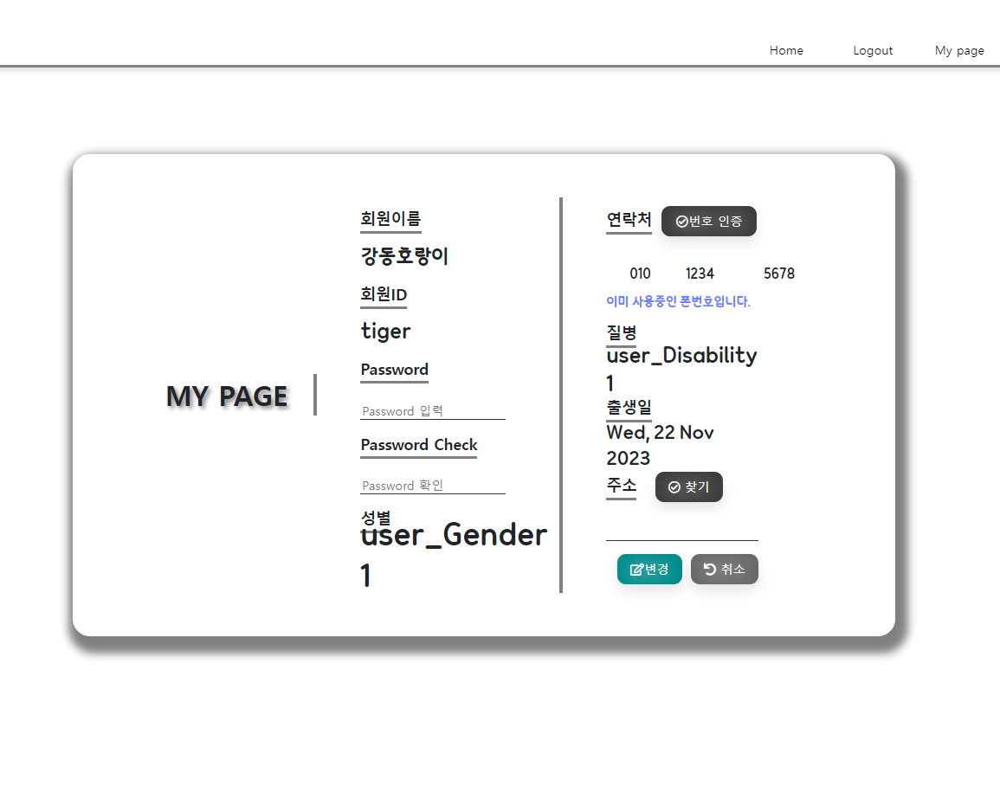 Home Logout My page
MY PAGE
회원이름
강동호랑이
회원ID
tiger
Password
Password 입력
Password Check
Password 확인
성별
user_Gender
1
연락처 번호 인증
010 1234 5678
이미 사용중인 폰번호입니다.
질병
user_Disability
1
출생일
Wed, 22 Nov
2023
주소 찾기
변경 취소